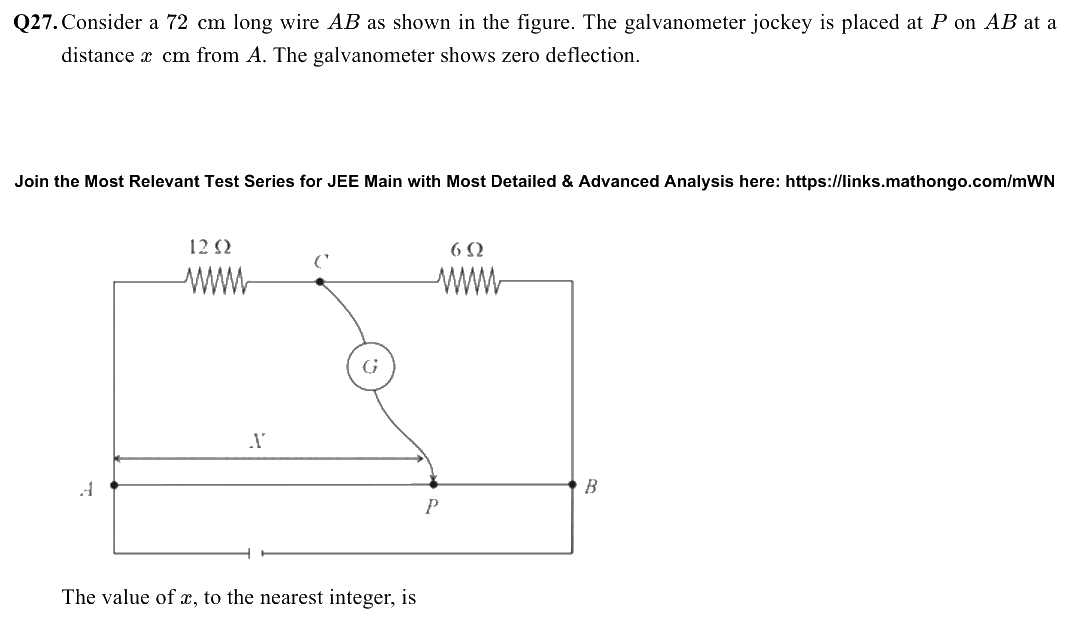 Q27. Consider a 72 cm long wire AB as shown in the figure. The galvanometer jockey is placed at P on AB at a
distance x cm from A. The galvanometer shows zero deflection.
Join the Most Relevant Test Series for JEE Main with Most Detailed & Advanced Analysis here: https://links.mathongo.com/mWN
12 Ω
6 Ω
C
G
X
A
B
P
The value of x, to the nearest integer, is